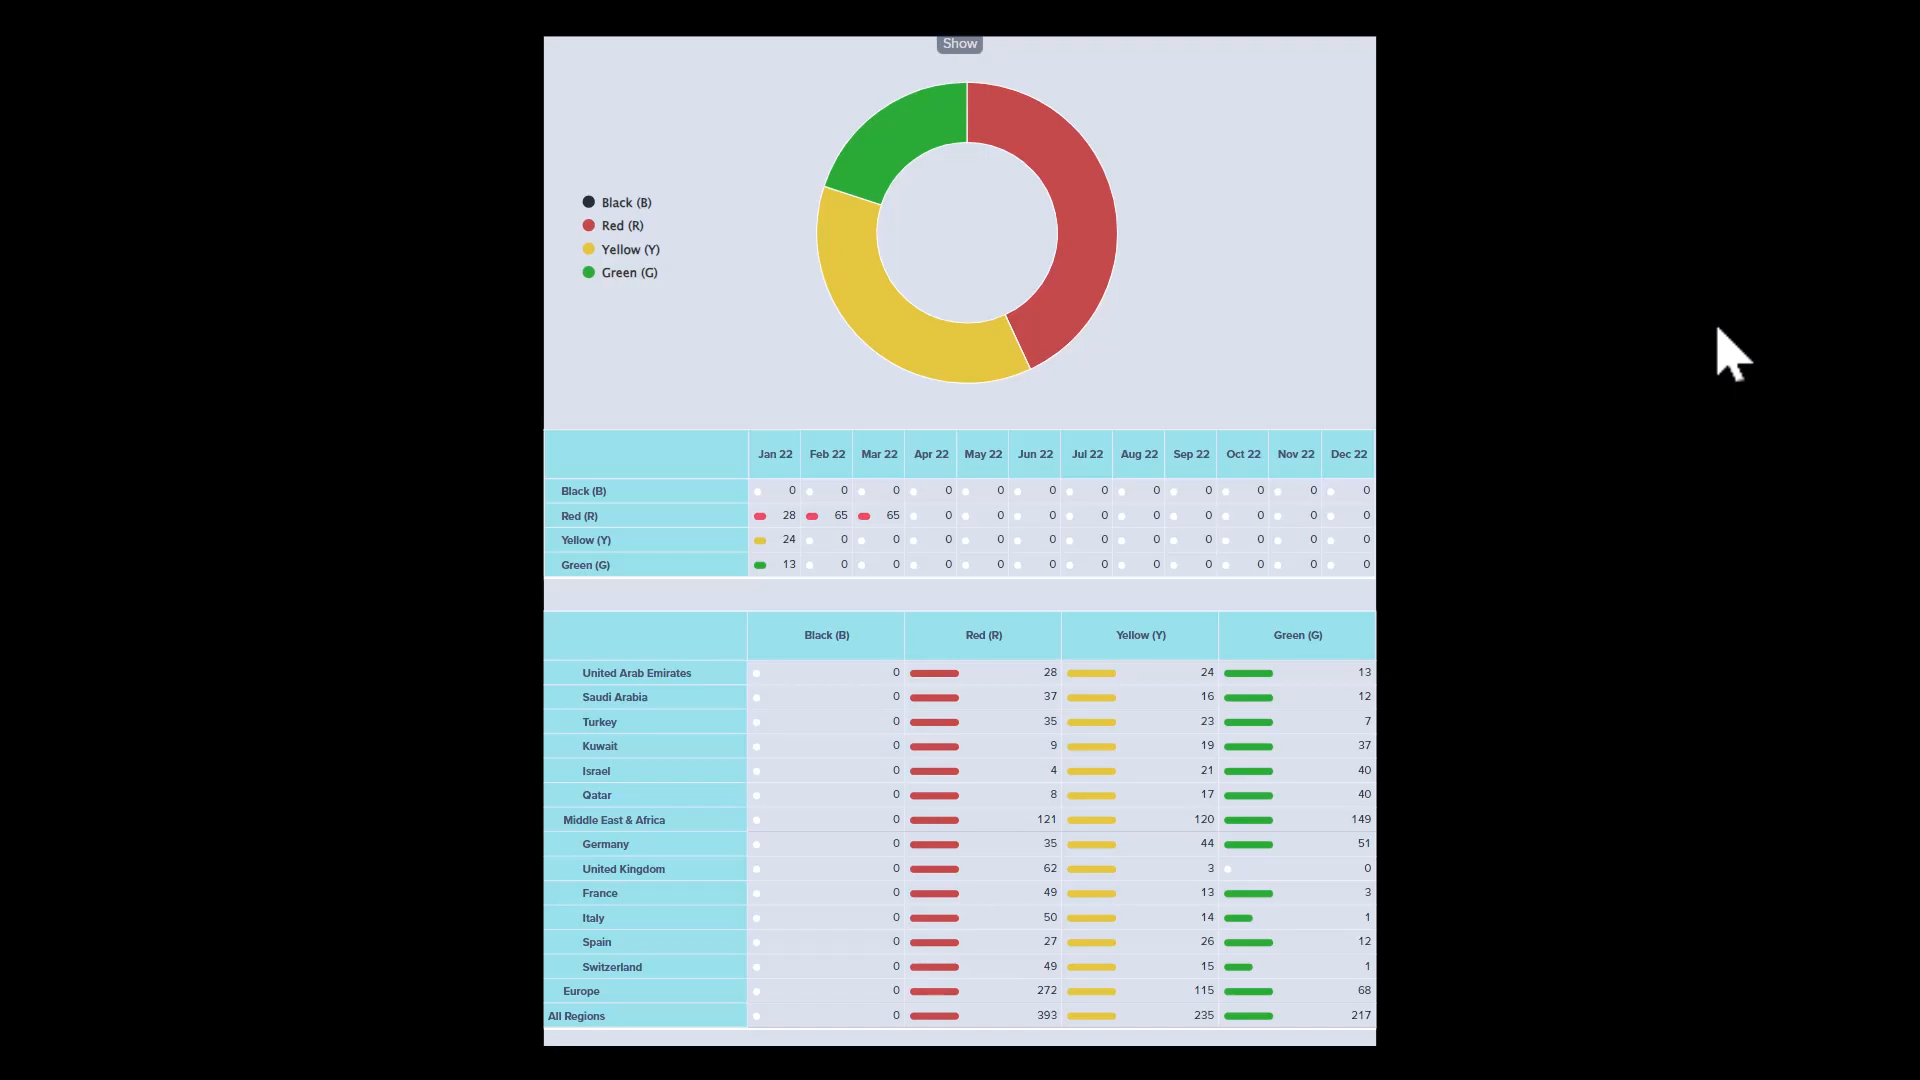 Show
Black (B)
Red (R)
Yellow (Y)
Green (G)
Jan 22 Feb 22 Mar 22 Apr 22 May 22 Jun 22 Jul 22 Aug 22 Sep 22 Oct 22 Nov 22 Dec 22
Black (B) 0 0 0 0 0 0 0 0 0 0 0 0
Red (R) 28 65 65 0 0 0 0 0 0 0 0 0
Yellow (Y) 24 0 0 0 0 0 0 0 0 0 0 0
Green (G) 13 0 0 0 0 0 0 0 0 0 0 0
Black (B) Red (R) Yellow (Y) Green (G)
United Arab Emirates 0 28 24 13
Saudi Arabia 0 37 16 12
Turkey 0 35 23 7
Kuwait 0 9 19 37
Israel 0 4 21 40
Qatar 0 8 17 40
Middle East & Africa 0 121 120 149
Germany 0 35 44 51
United Kingdom 0 62 3 0
France 0 49 13 3
Italy 0 50 14 1
Spain 0 27 26 12
Switzerland 0 49 15 1
Europe 0 272 115 68
All Regions 0 393 235 217